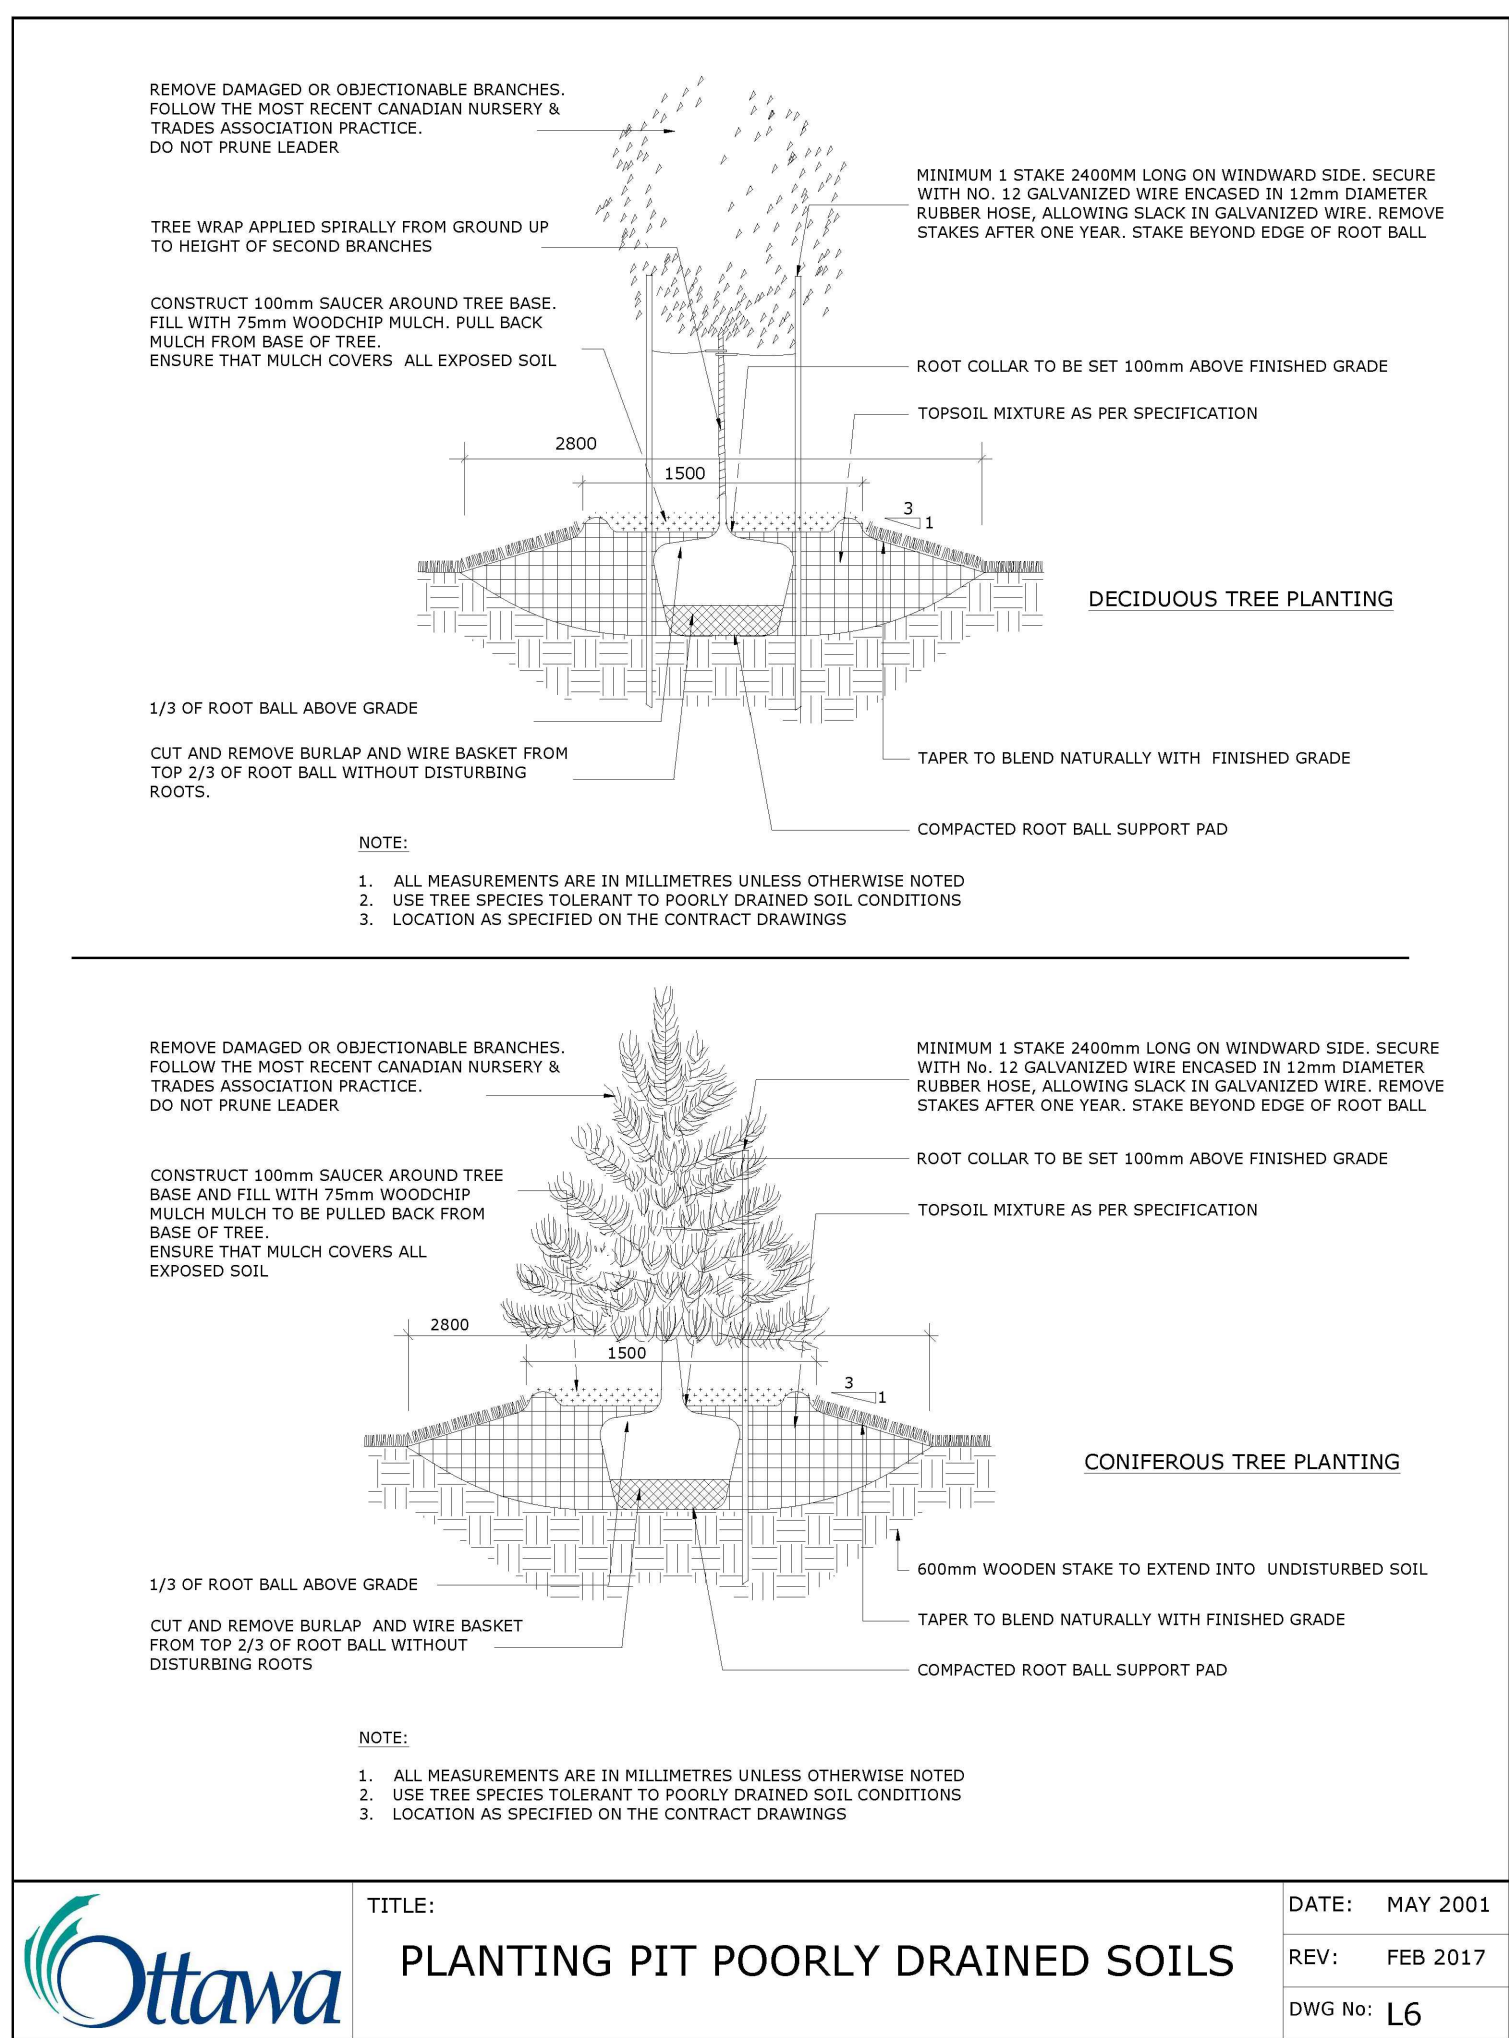 REMOVE DAMAGED OR OBJECTIONABLE BRANCHES.
FOLLOW THE MOST RECENT CANADIAN NURSERY &
TRADES ASSOCIATION PRACTICE.
DO NOT PRUNE LEADER
MINIMUM 1 STAKE 2400MM LONG ON WINDWARD SIDE. SECURE
WITH NO. 12 GALVANIZED WIRE ENCASED IN 12mm DIAMETER
RUBBER HOSE, ALLOWING SLACK IN GALVANIZED WIRE. REMOVE
STAKES AFTER ONE YEAR. STAKE BEYOND EDGE OF ROOT BALL
TREE WRAP APPLIED SPIRALLY FROM GROUND UP
TO HEIGHT OF SECOND BRANCHES
CONSTRUCT 100mm SAUCER AROUND TREE BASE.
FILL WITH 75mm WOODCHIP MULCH. PULL BACK
MULCH FROM BASE OF TREE.
ENSURE THAT MULCH COVERS ALL EXPOSED SOIL
ROOT COLLAR TO BE SET 100mm ABOVE FINISHED GRADE
TOPSOIL MIXTURE AS PER SPECIFICATION
2800
1500
3
1
DECIDUOUS TREE PLANTING
1/3 OF ROOT BALL ABOVE GRADE
CUT AND REMOVE BURLAP AND WIRE BASKET FROM
TOP 2/3 OF ROOT BALL WITHOUT DISTURBING
ROOTS.
TAPER TO BLEND NATURALLY WITH FINISHED GRADE
COMPACTED ROOT BALL SUPPORT PAD
NOTE:
1. ALL MEASUREMENTS ARE IN MILLIMETRES UNLESS OTHERWISE NOTED
2. USE TREE SPECIES TOLERANT TO POORLY DRAINED SOIL CONDITIONS
3. LOCATION AS SPECIFIED ON THE CONTRACT DRAWINGS
REMOVE DAMAGED OR OBJECTIONABLE BRANCHES.
FOLLOW THE MOST RECENT CANADIAN NURSERY &
TRADES ASSOCIATION PRACTICE.
DO NOT PRUNE LEADER
MINIMUM 1 STAKE 2400mm LONG ON WINDWARD SIDE. SECURE
WITH No. 12 GALVANIZED WIRE ENCASED IN 12mm DIAMETER
RUBBER HOSE, ALLOWING SLACK IN GALVANIZED WIRE. REMOVE
STAKES AFTER ONE YEAR. STAKE BEYOND EDGE OF ROOT BALL
CONSTRUCT 100mm SAUCER AROUND TREE
BASE AND FILL WITH 75mm WOODCHIP
MULCH MULCH TO BE PULLED BACK FROM
BASE OF TREE.
ENSURE THAT MULCH COVERS ALL
EXPOSED SOIL
ROOT COLLAR TO BE SET 100mm ABOVE FINISHED GRADE
TOPSOIL MIXTURE AS PER SPECIFICATION
2800
1500
3
1
CONIFEROUS TREE PLANTING
600mm WOODEN STAKE TO EXTEND INTO UNDISTURBED SOIL
1/3 OF ROOT BALL ABOVE GRADE
TAPER TO BLEND NATURALLY WITH FINISHED GRADE
CUT AND REMOVE BURLAP AND WIRE BASKET
FROM TOP 2/3 OF ROOT BALL WITHOUT
DISTURBING ROOTS
COMPACTED ROOT BALL SUPPORT PAD
NOTE:
1. ALL MEASUREMENTS ARE IN MILLIMETRES UNLESS OTHERWISE NOTED
2. USE TREE SPECIES TOLERANT TO POORLY DRAINED SOIL CONDITIONS
3. LOCATION AS SPECIFIED ON THE CONTRACT DRAWINGS
Ottawa
TITLE:
PLANTING PIT POORLY DRAINED SOILS
DATE: MAY 2001
REV: FEB 2017
DWG No: L6